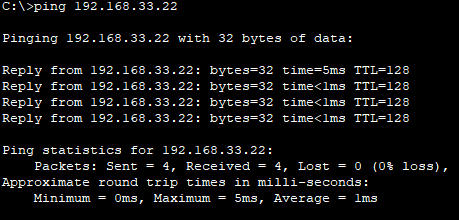 C:\>ping 192.168.33.22
Pinging 192.168.33.22 with 32 bytes of data:
Reply from 192.168.33.22: bytes=32 time=5ms TTL=128
Reply from 192.168.33.22: bytes=32 time<1ms TTL=128
Reply from 192.168.33.22: bytes=32 time<1ms TTL=128
Reply from 192.168.33.22: bytes=32 time<1ms TTL=128
Ping statistics for 192.168.33.22:
Packets: Sent = 4, Received = 4, Lost = 0 (0% loss),
Approximate round trip times in milli-seconds:
Minimum = 0ms, Maximum = 5ms, Average = 1ms